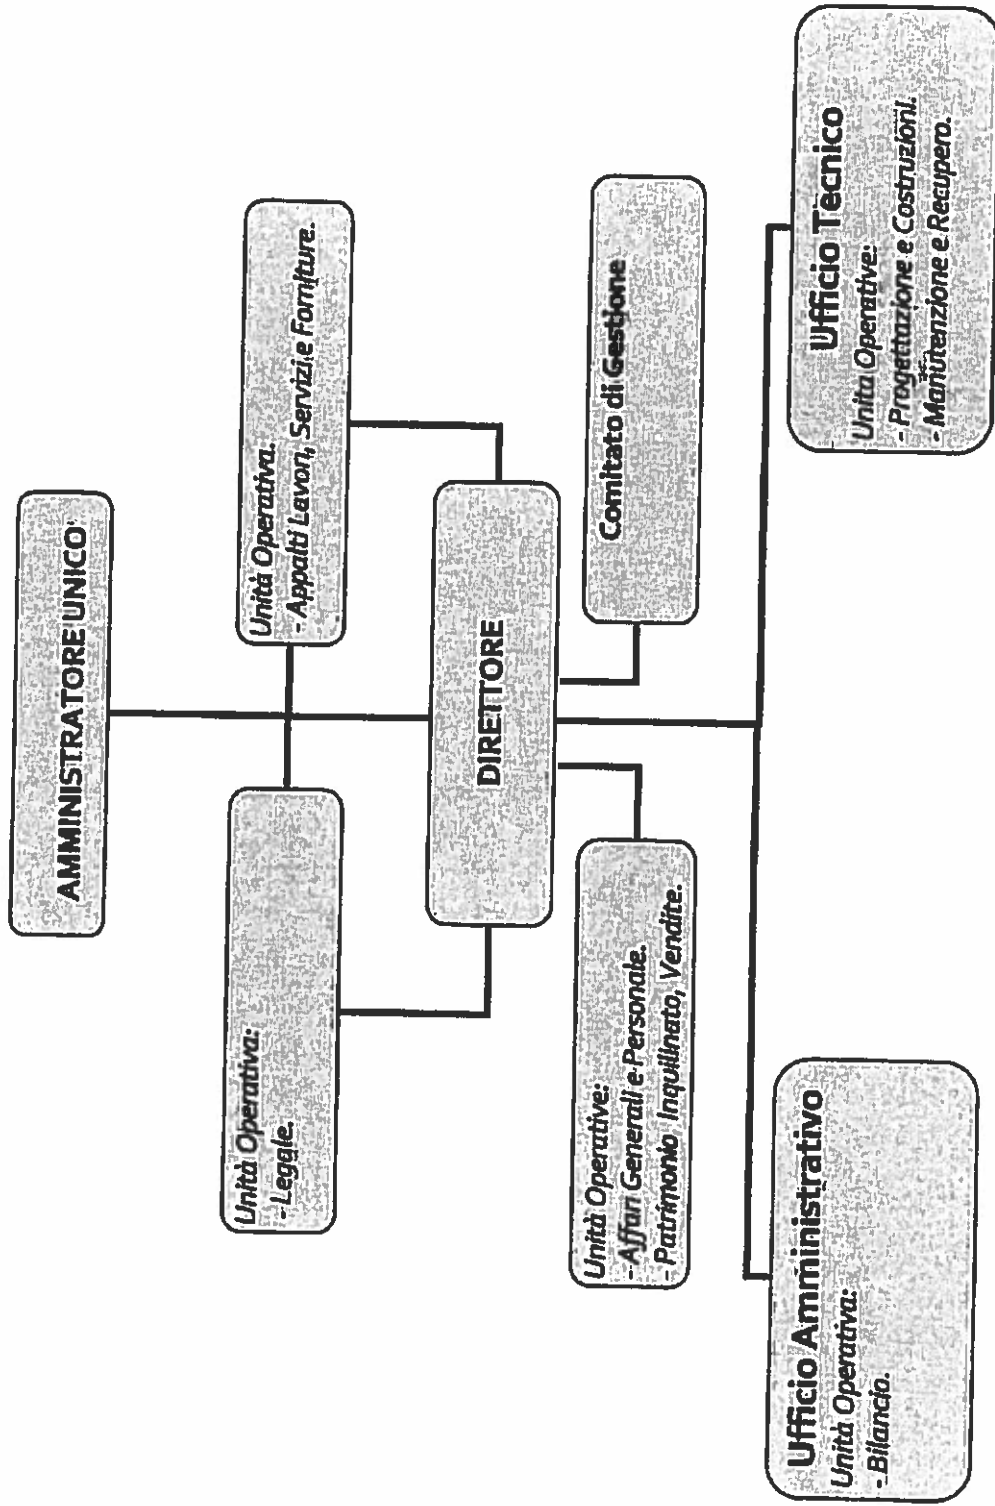 AMMINISTRATORE UNICO
Unità Operativa:
- Legale.
Unità Operativa.
- Appalti Lavori, Servizi e Forniture.
DIRETTORE
Unità Operative:
- Affari Generali e Personale.
- Patrimonio, Inquilinato, Vendite.
Comitato di Gestione
Ufficio Amministrativo
Unità Operativa:
- Bilancio.
Ufficio Tecnico
Unita Operative:
- Progettazione e Costruzioni.
- Manutenzione e Recupero.